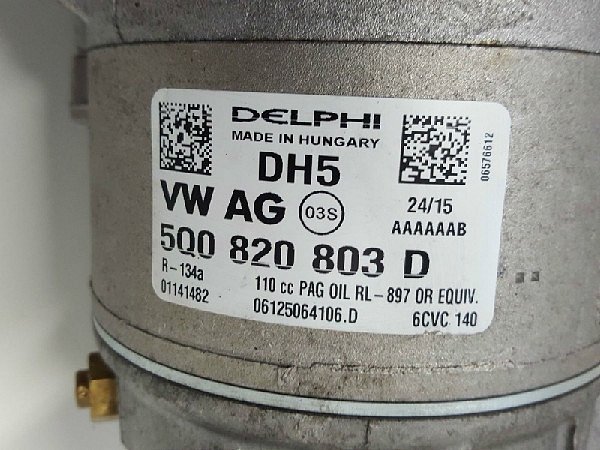 DELPHI
MADE IN HUNGARY
DH5
06576612
VW AG 03S
24/15
AAAAAAB
5Q0 820 803 D
R-134a
110 cc PAG OIL RL-897 OR EQUIV.
01141482
06125064106.D
6CVC 140